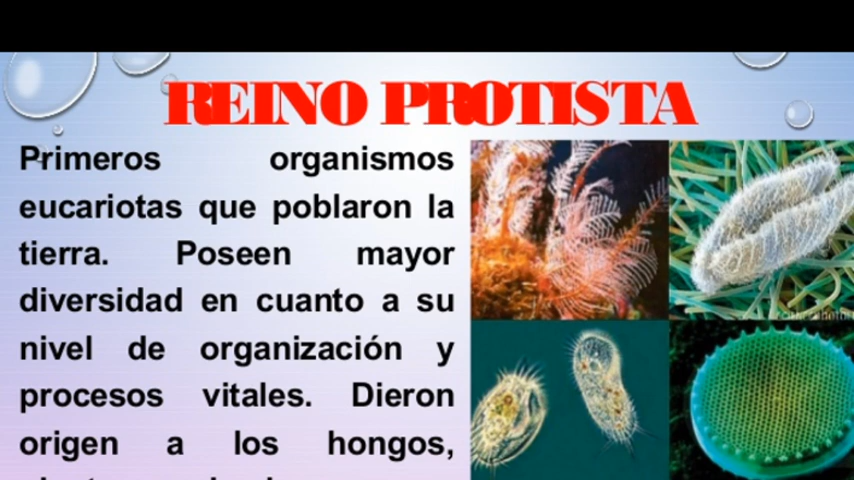 REINO PROTISTA
Primeros organismos
eucariotas que poblaron la
tierra. Poseen mayor
diversidad en cuanto a su
nivel de organización y
procesos vitales. Dieron
origen a los hongos,